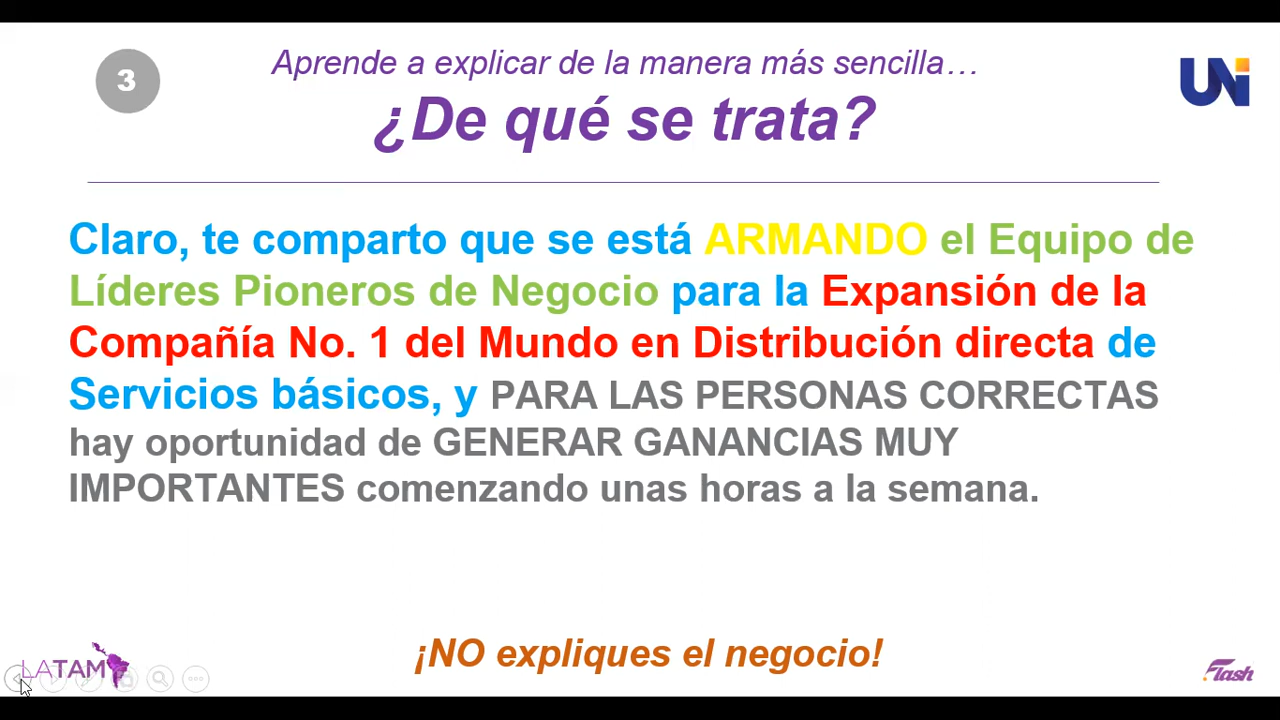 3
Aprende a explicar de la manera más sencilla…
¿De qué se trata?
UNi
Claro, te comparto que se está ARMANDO el Equipo de
Líderes Pioneros de Negocio para la Expansión de la
Compañía No. 1 del Mundo en Distribución directa de
Servicios básicos, y PARA LAS PERSONAS CORRECTAS
hay oportunidad de GENERAR GANANCIAS MUY
IMPORTANTES comenzando unas horas a la semana.
¡NO expliques el negocio!
LATAM
Flash